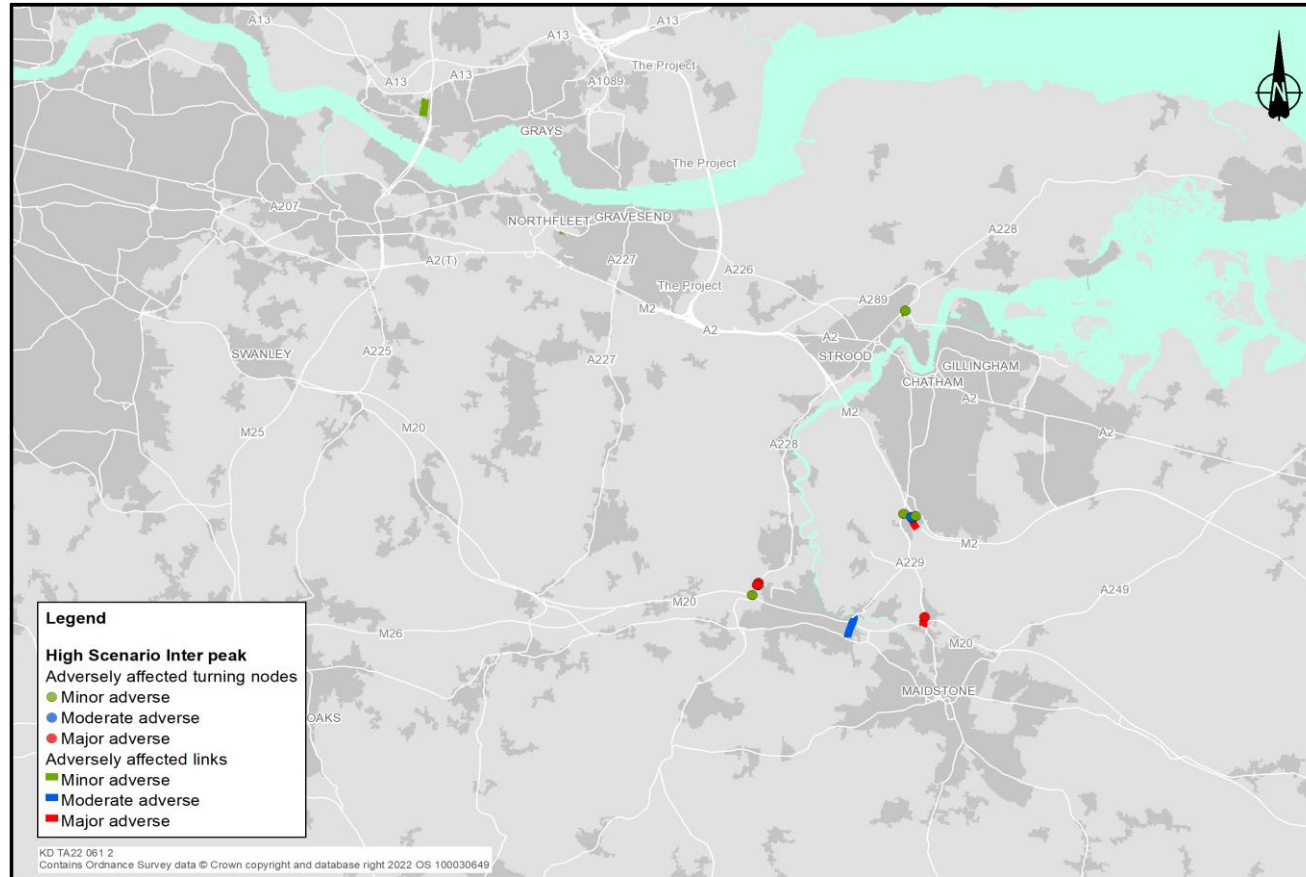 A13
A13
A13
A13
A13
The Project
A1089
N
GRAYS
The Project
A207
NORTHFLEET
GRAVESEND
A228
A2(T)
A227
A226
The Project
A289
M2
A2
A2
STROOD
SWANLEY
A225
A227
GILLINGHAM
CHATHAM
A2
M2
M25
M20
A228
A2
M2
A229
A249
M20
M26
M20
MAIDSTONE
OAKS
Legend
High Scenario Inter peak
Adversely affected turning nodes
Minor adverse
Moderate adverse
Major adverse
Adversely affected links
Minor adverse
Moderate adverse
Major adverse
KD TA22 061 2
Contains Ordnance Survey data © Crown copyright and database right 2022 OS 100030649